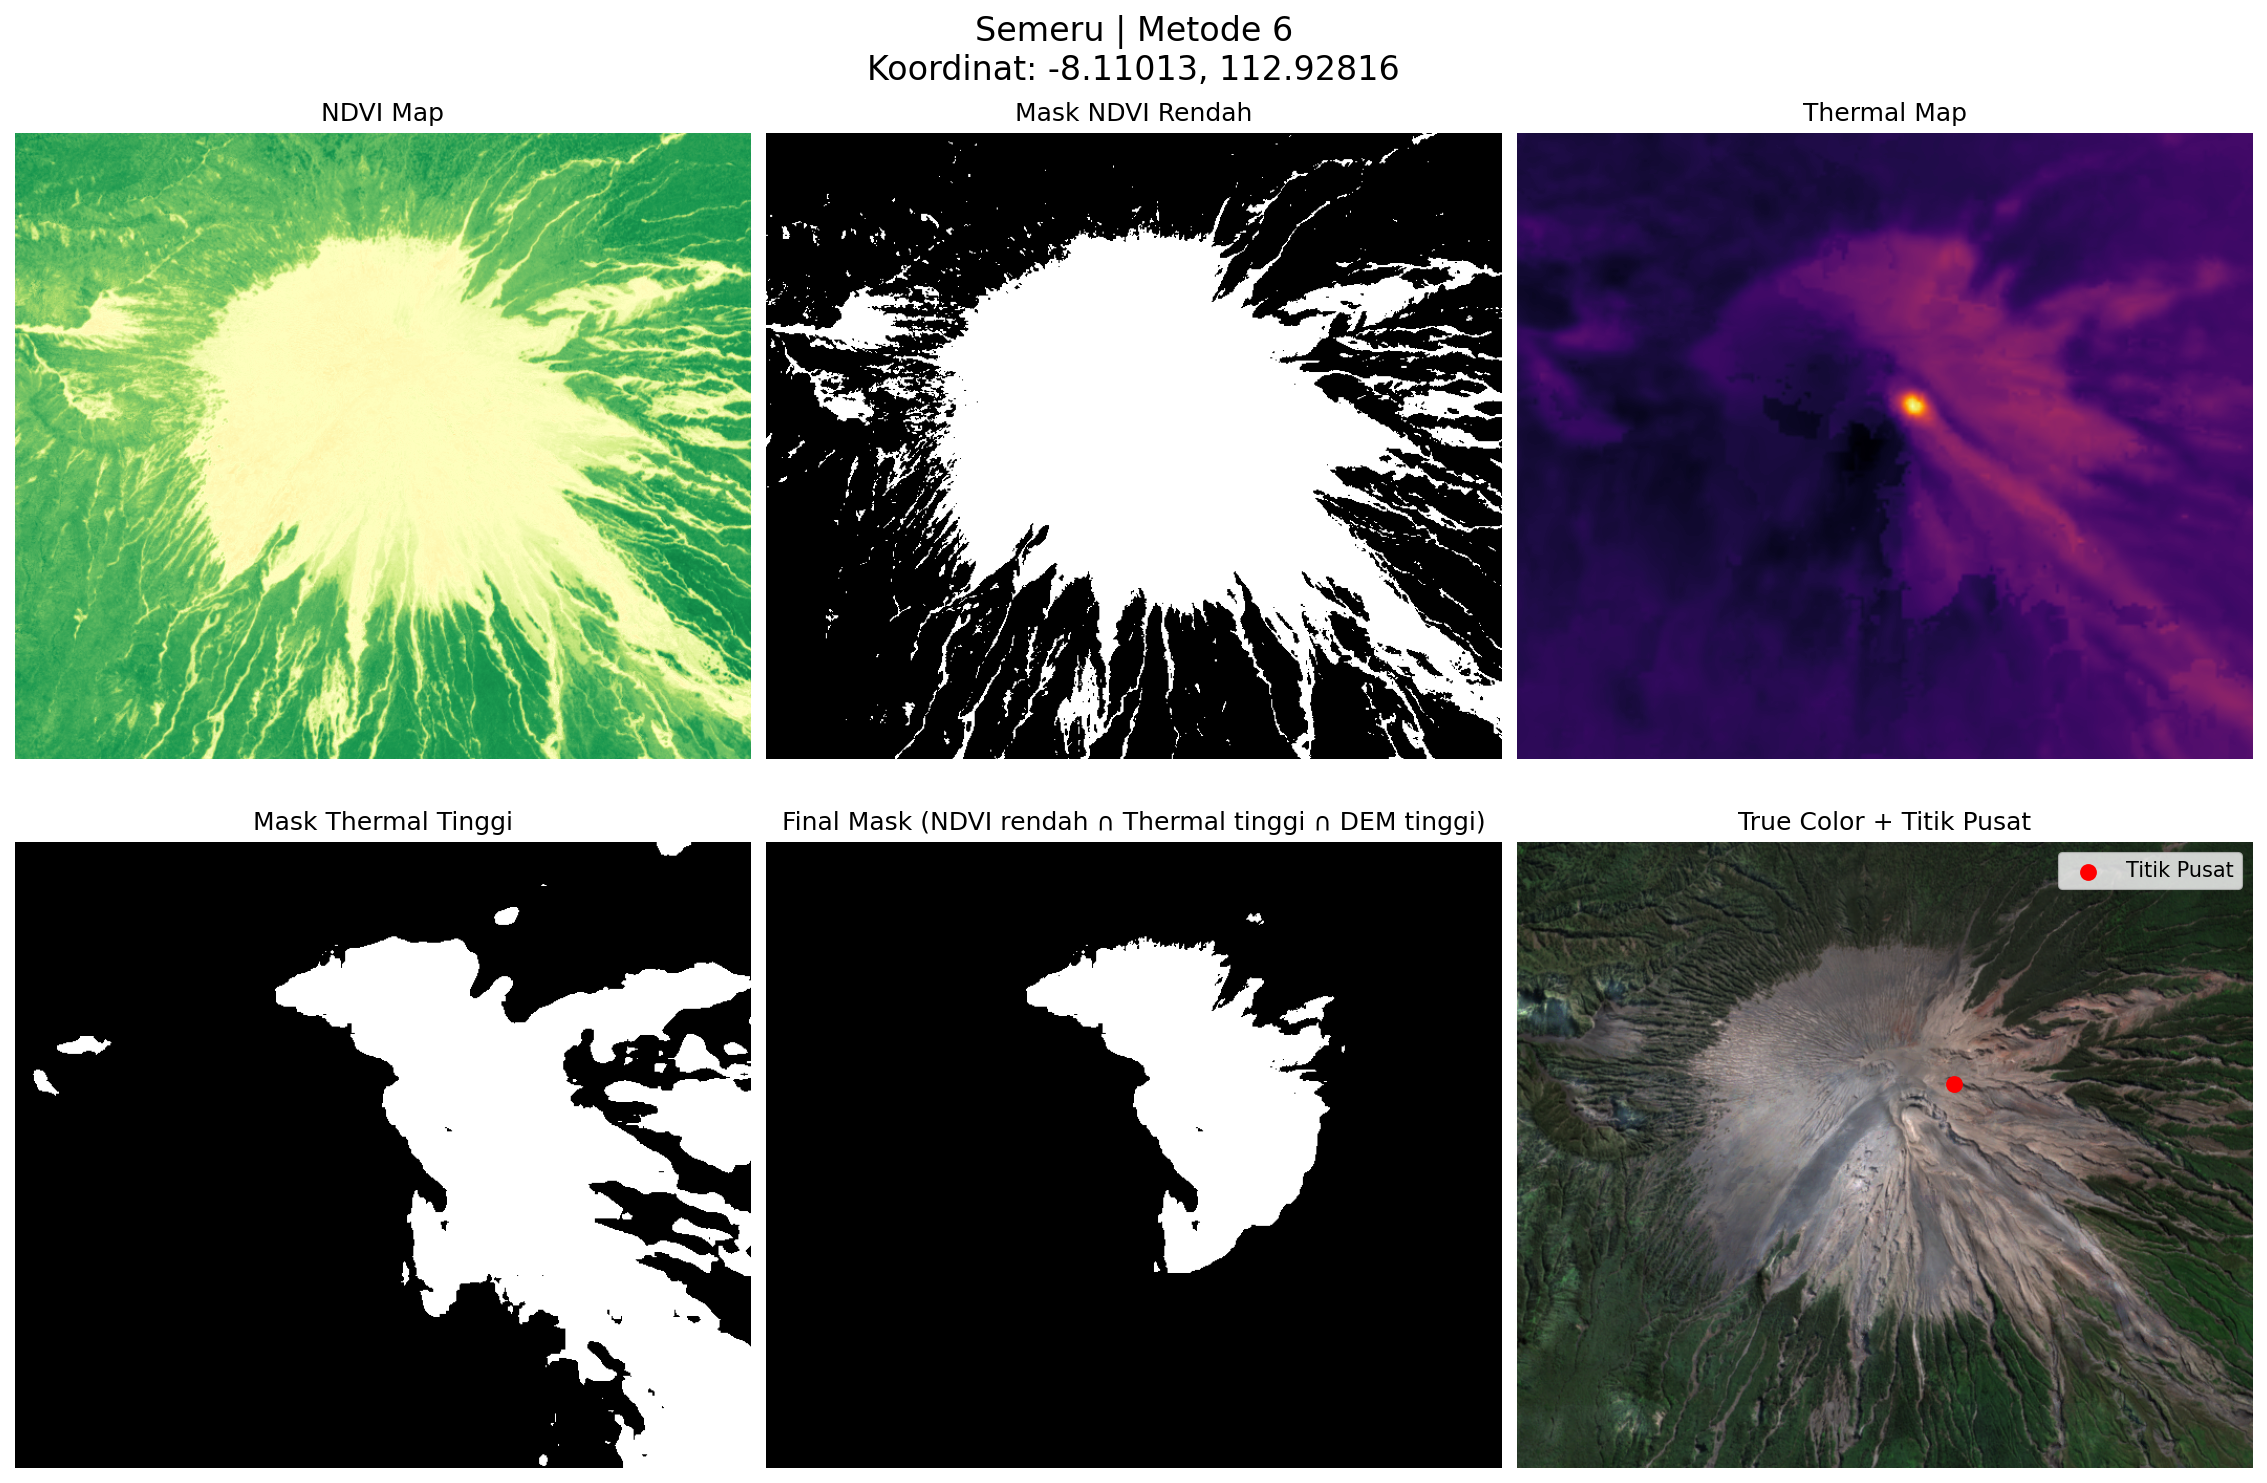 Semeru | Metode 6
Koordinat: -8.11013, 112.92816
NDVI Map
Mask NDVI Rendah
Thermal Map
Mask Thermal Tinggi
Final Mask (NDVI rendah ∩ Thermal tinggi ∩ DEM tinggi)
True Color + Titik Pusat
Titik Pusat